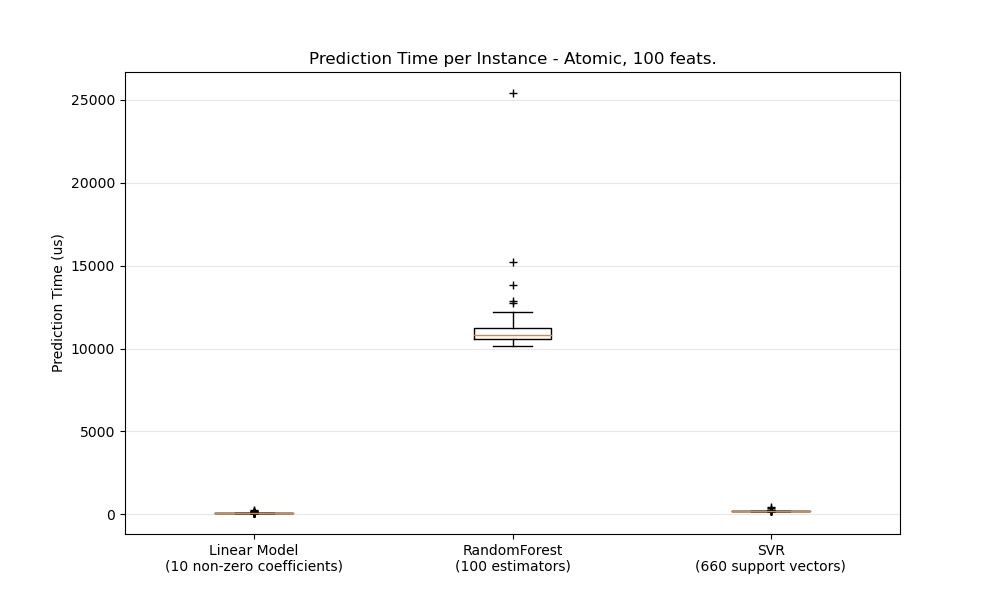 Prediction Time per Instance - Atomic, 100 feats.
Prediction Time (us)
25000
20000
15000
10000
5000
0
Linear Model
(10 non-zero coefficients)
RandomForest
(100 estimators)
SVR
(660 support vectors)